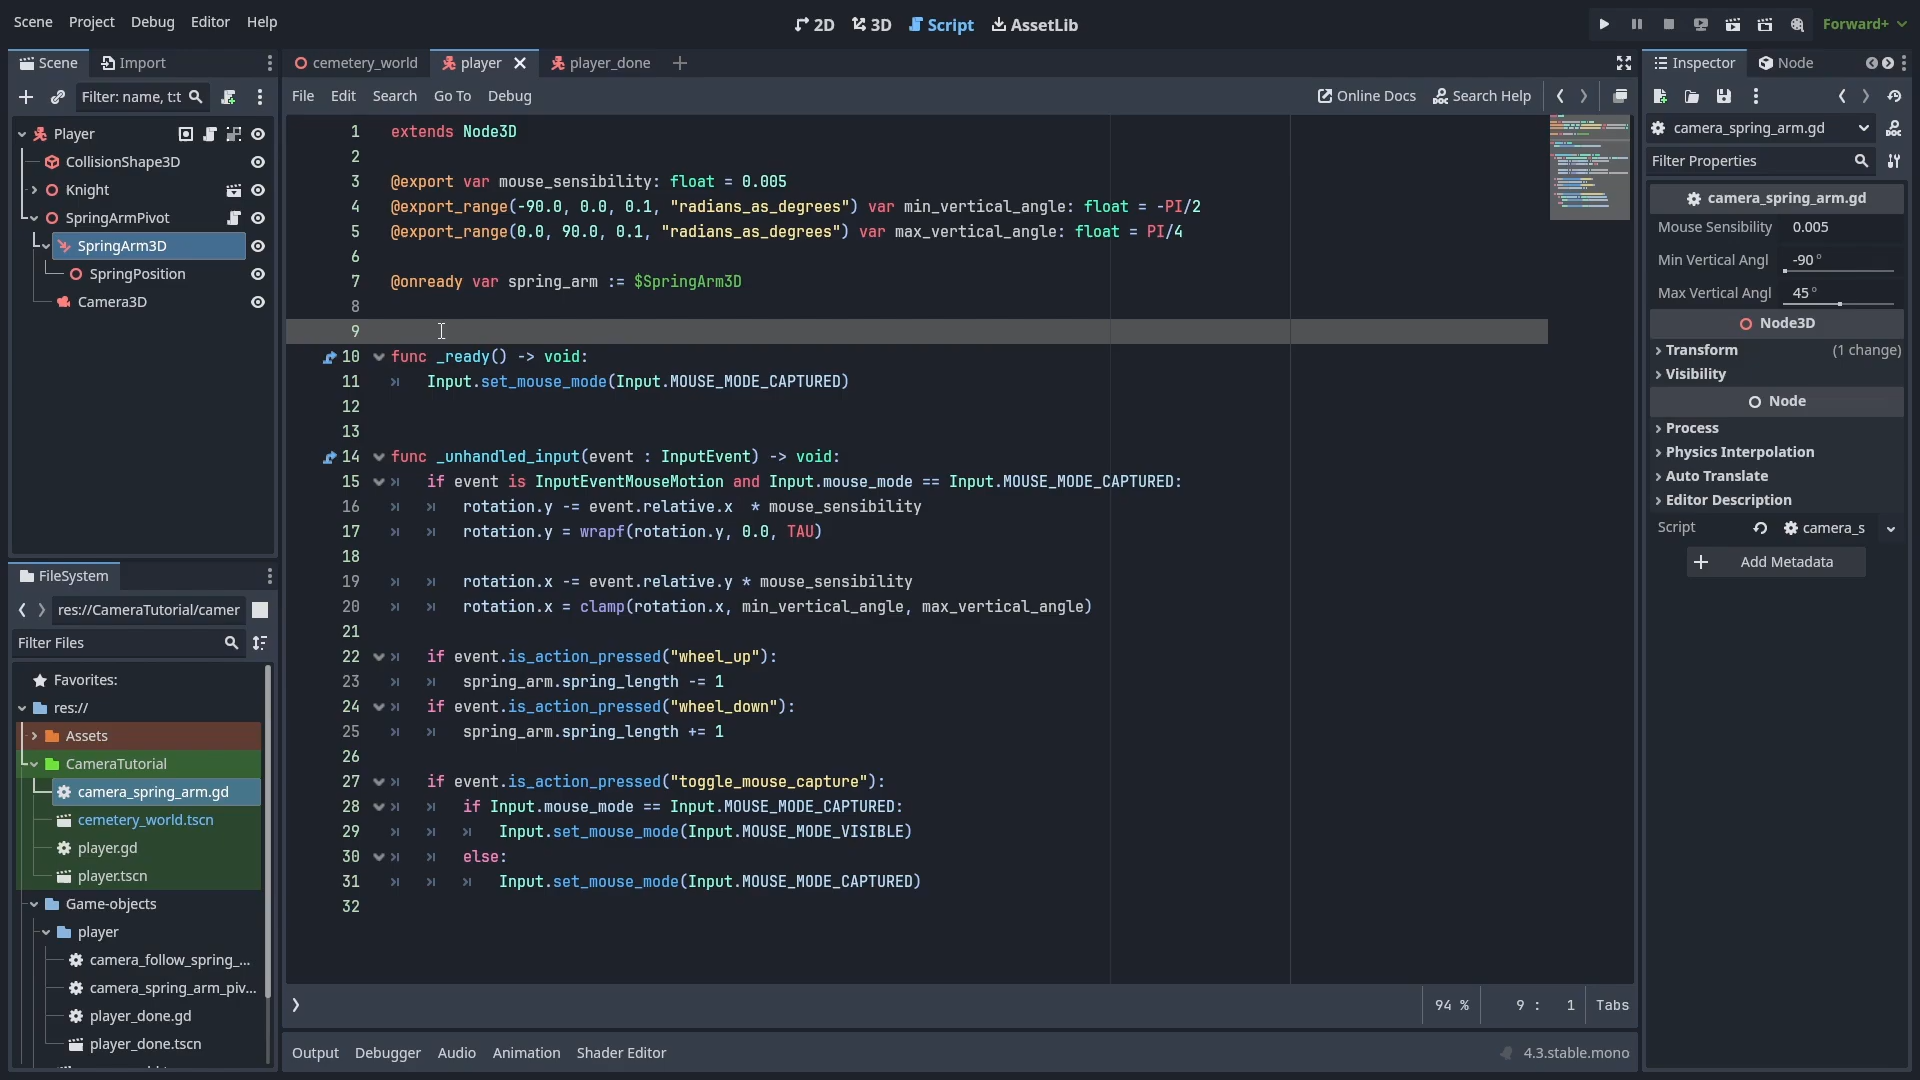 Scene Project Debug Editor Help
2D 3D Script AssetLib
Forward+
Scene Import
Filter: name, t:t
Player
CollisionShape3D
Knight
SpringArmPivot
SpringArm3D
SpringPosition
Camera3D
FileSystem
res://CameraTutorial/camer
Filter Files
Favorites:
res://
Assets
CameraTutorial
camera_spring_arm.gd
cemetery_world.tscn
player.gd
player.tscn
Game-objects
player
camera_follow_spring_...
camera_spring_arm_piv...
player_done.gd
player_done.tscn
cemetery_world player player_done
File Edit Search Go To Debug
Online Docs Search Help
1 extends Node3D
2
3 @export var mouse_sensibility: float = 0.005
4 @export_range(-90.0, 0.0, 0.1, "radians_as_degrees") var min_vertical_angle: float = -PI/2
5 @export_range(0.0, 90.0, 0.1, "radians_as_degrees") var max_vertical_angle: float = PI/4
6
7 @onready var spring_arm := $SpringArm3D
8
9
10 func _ready() -> void:
11 Input.set_mouse_mode(Input.MOUSE_MODE_CAPTURED)
12
13
14 func _unhandled_input(event : InputEvent) -> void:
15 if event is InputEventMouseMotion and Input.mouse_mode == Input.MOUSE_MODE_CAPTURED:
16 rotation.y -= event.relative.x * mouse_sensibility
17 rotation.y = wrapf(rotation.y, 0.0, TAU)
18
19 rotation.x -= event.relative.y * mouse_sensibility
20 rotation.x = clamp(rotation.x, min_vertical_angle, max_vertical_angle)
21
22 if event.is_action_pressed("wheel_up"):
23 spring_arm.spring_length -= 1
24 if event.is_action_pressed("wheel_down"):
25 spring_arm.spring_length += 1
26
27 if event.is_action_pressed("toggle_mouse_capture"):
28 if Input.mouse_mode == Input.MOUSE_MODE_CAPTURED:
29 Input.set_mouse_mode(Input.MOUSE_MODE_VISIBLE)
30 else:
31 Input.set_mouse_mode(Input.MOUSE_MODE_CAPTURED)
32
94 % 9 : 1 Tabs
Output Debugger Audio Animation Shader Editor
4.3.stable.mono
Inspector Node
camera_spring_arm.gd
Filter Properties
camera_spring_arm.gd
Mouse Sensibility 0.005
Min Vertical Angl -90 °
Max Vertical Angl 45 °
Node3D
Transform (1 change)
Visibility
Node
Process
Physics Interpolation
Auto Translate
Editor Description
Script camera_s
Add Metadata